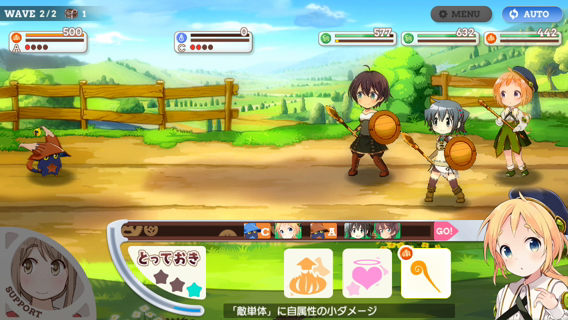 WAVE 2/2 1
MENU
AUTO
500
A
0
C
577
632
442
C
A
GO!
とっておき
SUPPORT
「敵単体」に自属性の小ダメージ